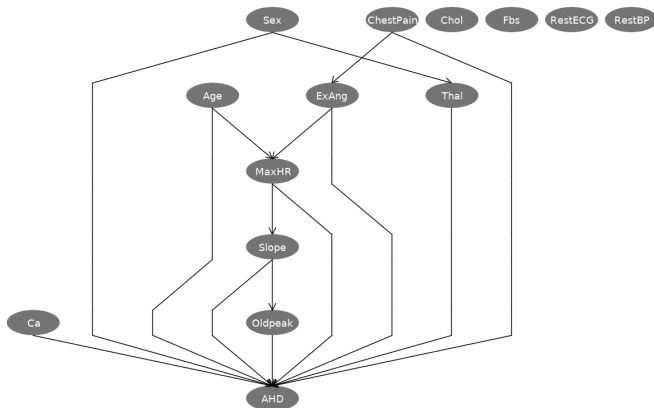 Sex ChestPain Chol Fbs RestECG RestBP
Age ExAng Thal
MaxHR
Slope
Ca Oldpeak
AHD